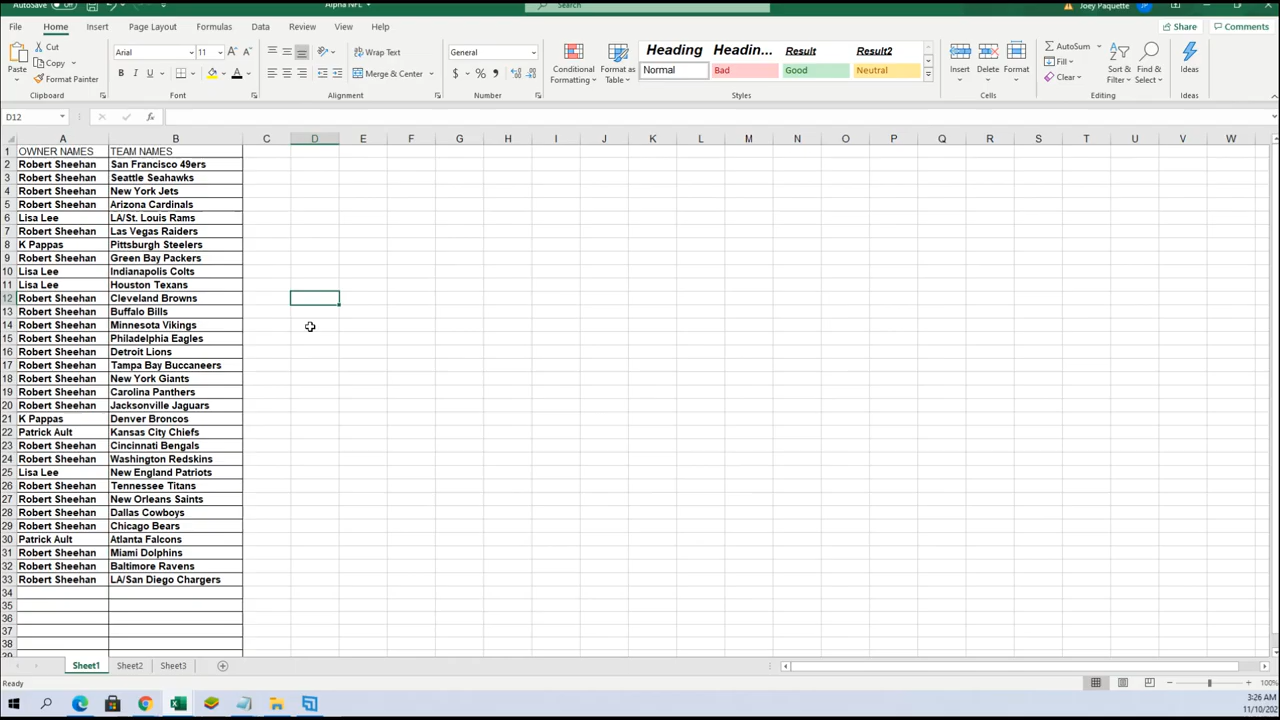 AutoSave Off Alpha NFL Search Joey Paquette JP
File Home Insert Page Layout Formulas Data Review View Help Share Comments
Paste Cut Copy Format Painter Clipboard
Arial 11 A A B I U A Font
Wrap Text Merge & Center Alignment
General $ % Number
Conditional Formatting Format as Table
Heading Headin... Result Result2
Normal Bad Good Neutral Styles
Insert Delete Format Cells
AutoSum Fill Clear Sort & Filter Find & Select Editing
Ideas Ideas
D12 fx
A B C D E F G H I J K L M N O P Q R S T U V W
1 OWNER NAMES TEAM NAMES
2 Robert Sheehan San Francisco 49ers
3 Robert Sheehan Seattle Seahawks
4 Robert Sheehan New York Jets
5 Robert Sheehan Arizona Cardinals
6 Lisa Lee LA/St. Louis Rams
7 Robert Sheehan Las Vegas Raiders
8 K Pappas Pittsburgh Steelers
9 Robert Sheehan Green Bay Packers
10 Lisa Lee Indianapolis Colts
11 Lisa Lee Houston Texans
12 Robert Sheehan Cleveland Browns
13 Robert Sheehan Buffalo Bills
14 Robert Sheehan Minnesota Vikings
15 Robert Sheehan Philadelphia Eagles
16 Robert Sheehan Detroit Lions
17 Robert Sheehan Tampa Bay Buccaneers
18 Robert Sheehan New York Giants
19 Robert Sheehan Carolina Panthers
20 Robert Sheehan Jacksonville Jaguars
21 K Pappas Denver Broncos
22 Patrick Ault Kansas City Chiefs
23 Robert Sheehan Cincinnati Bengals
24 Robert Sheehan Washington Redskins
25 Lisa Lee New England Patriots
26 Robert Sheehan Tennessee Titans
27 Robert Sheehan New Orleans Saints
28 Robert Sheehan Dallas Cowboys
29 Robert Sheehan Chicago Bears
30 Patrick Ault Atlanta Falcons
31 Robert Sheehan Miami Dolphins
32 Robert Sheehan Baltimore Ravens
33 Robert Sheehan LA/San Diego Chargers
34
35
36
37
38
39
Sheet1 Sheet2 Sheet3
Ready 100%
3:26 AM
11/10/202